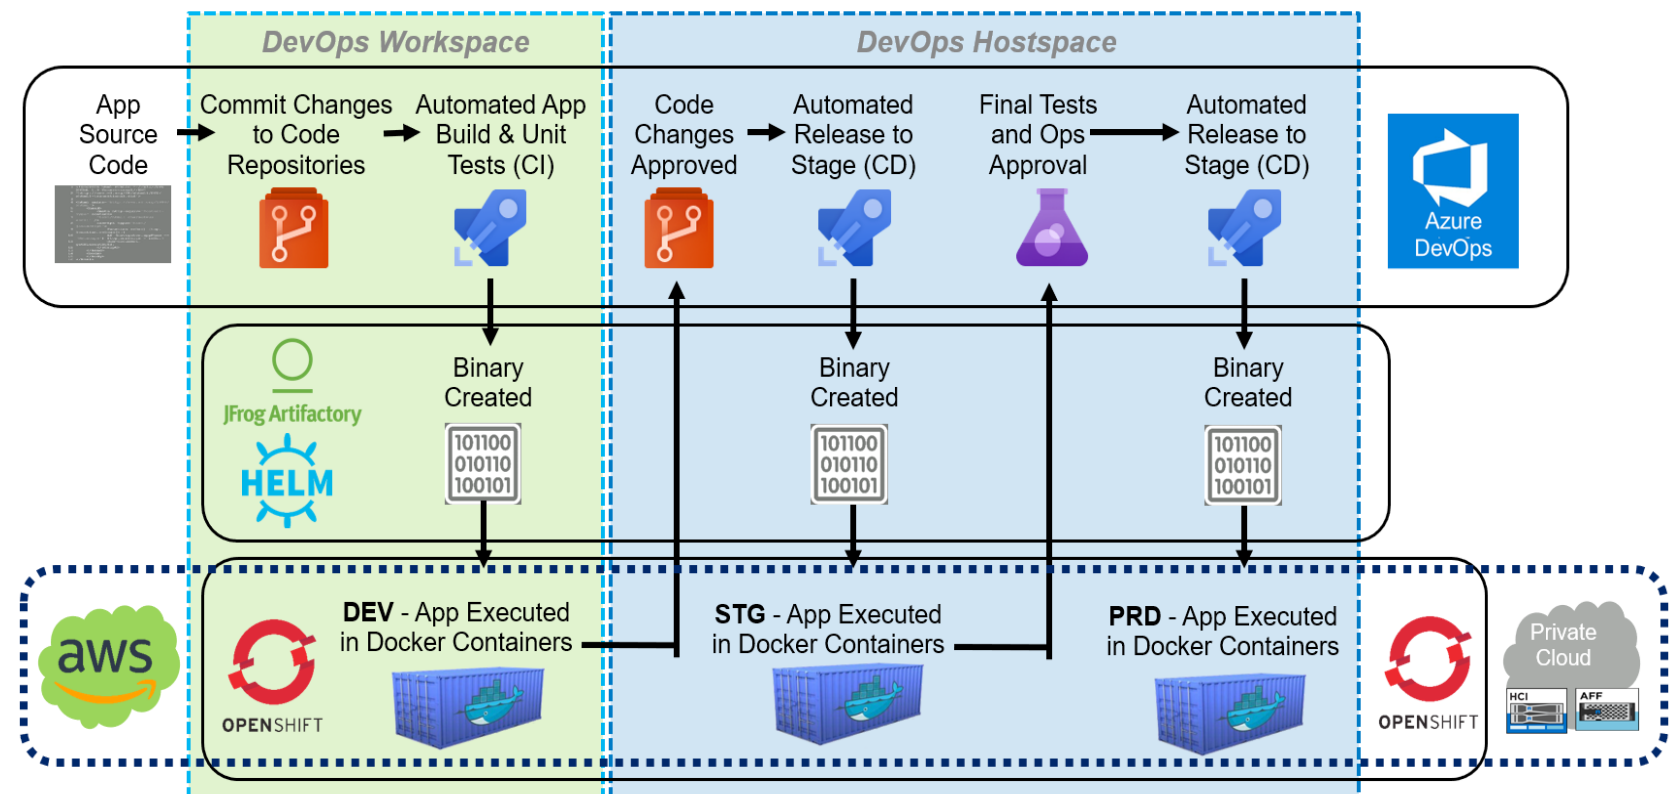 DevOps Workspace
DevOps Hostspace
App
Source
Code
Commit Changes
to Code
Repositories
Automated App
Build & Unit
Tests (CI)
Code
Changes
Approved
Automated
Release to
Stage (CD)
Final Tests
and Ops
Approval
Automated
Release to
Stage (CD)
Azure
DevOps
JFrog Artifactory
HELM
Binary
Created
101100
010110
100101
Binary
Created
101100
010110
100101
Binary
Created
101100
010110
100101
aws
OPENSHIFT
DEV - App Executed
in Docker Containers
STG - App Executed
in Docker Containers
PRD - App Executed
in Docker Containers
OPENSHIFT
Private
Cloud
HCI
AFF